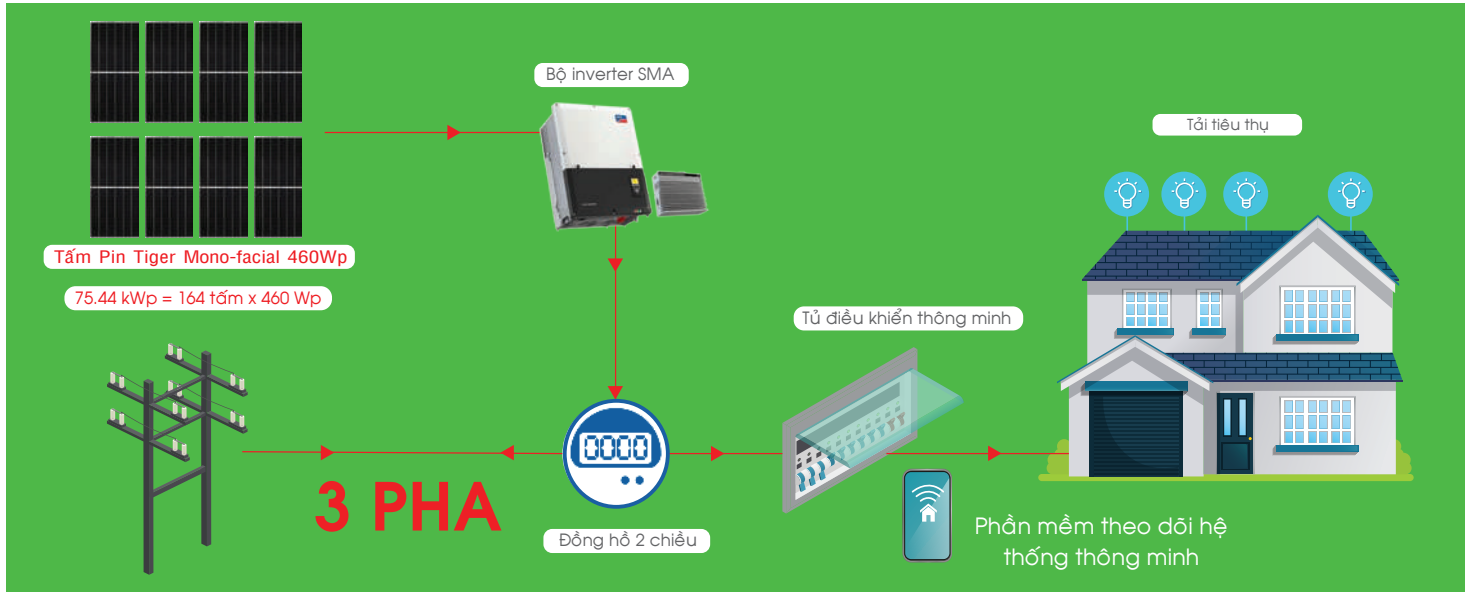 Bộ inverter SMA
Tải tiêu thụ
Tấm Pin Tiger Mono-facial 460Wp
75.44 kWp = 164 tấm x 460 Wp
Tủ điều khiển thông minh
0000
3 PHA
Đồng hồ 2 chiều
Phần mềm theo dõi hệ
thống thông minh